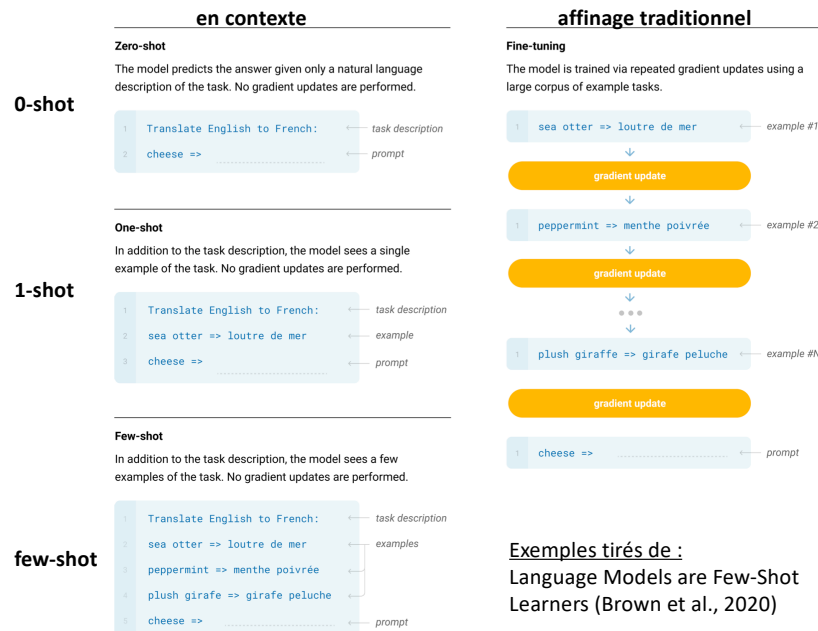 en contexte
Zero-shot
The model predicts the answer given only a natural language
description of the task. No gradient updates are performed.
0-shot
1 Translate English to French: task description
2 cheese => prompt
One-shot
In addition to the task description, the model sees a single
example of the task. No gradient updates are performed.
1-shot
1 Translate English to French: task description
2 sea otter => loutre de mer example
3 cheese => prompt
Few-shot
In addition to the task description, the model sees a few
examples of the task. No gradient updates are performed.
few-shot
1 Translate English to French: task description
2 sea otter => loutre de mer examples
3 peppermint => menthe poivrée
4 plush girafe => girafe peluche
5 cheese => prompt
affinage traditionnel
Fine-tuning
The model is trained via repeated gradient updates using a
large corpus of example tasks.
1 sea otter => loutre de mer example #1
gradient update
1 peppermint => menthe poivrée example #2
gradient update
1 plush giraffe => girafe peluche example #N
gradient update
1 cheese => prompt
Exemples tirés de :
Language Models are Few-Shot
Learners (Brown et al., 2020)